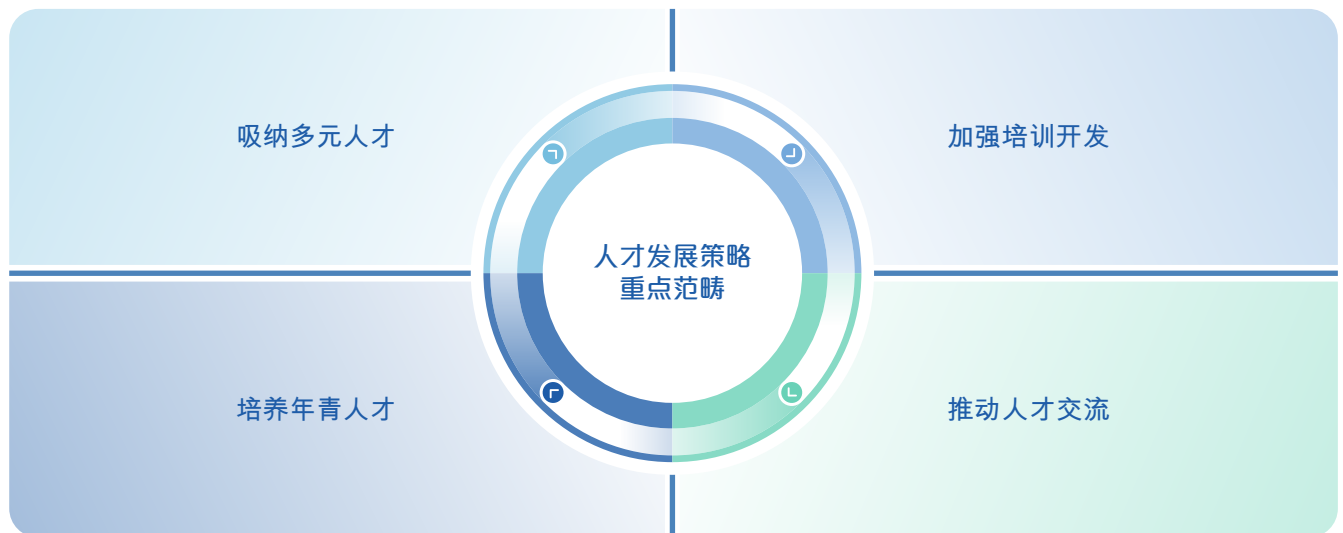 吸纳多元人才
加强培训开发
人才发展策略
重点范畴
培养年青人才
推动人才交流